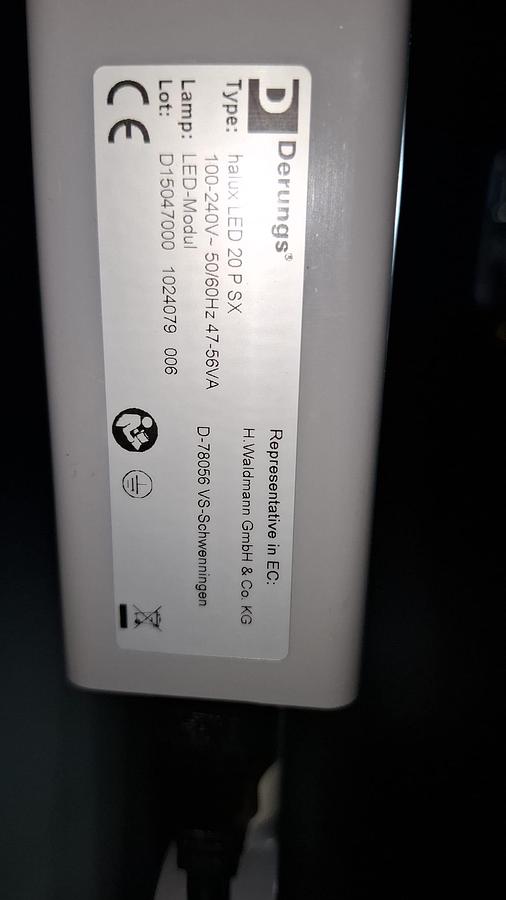 D Derungs®
Type: halux LED 20 P SX
100-240V~ 50/60Hz 47-56VA
Lamp: LED-Modul
Lot: D15047000 1024079 006
CE
Representative in EC:
H.Waldmann GmbH & Co. KG
D-78056 VS-Schwenningen